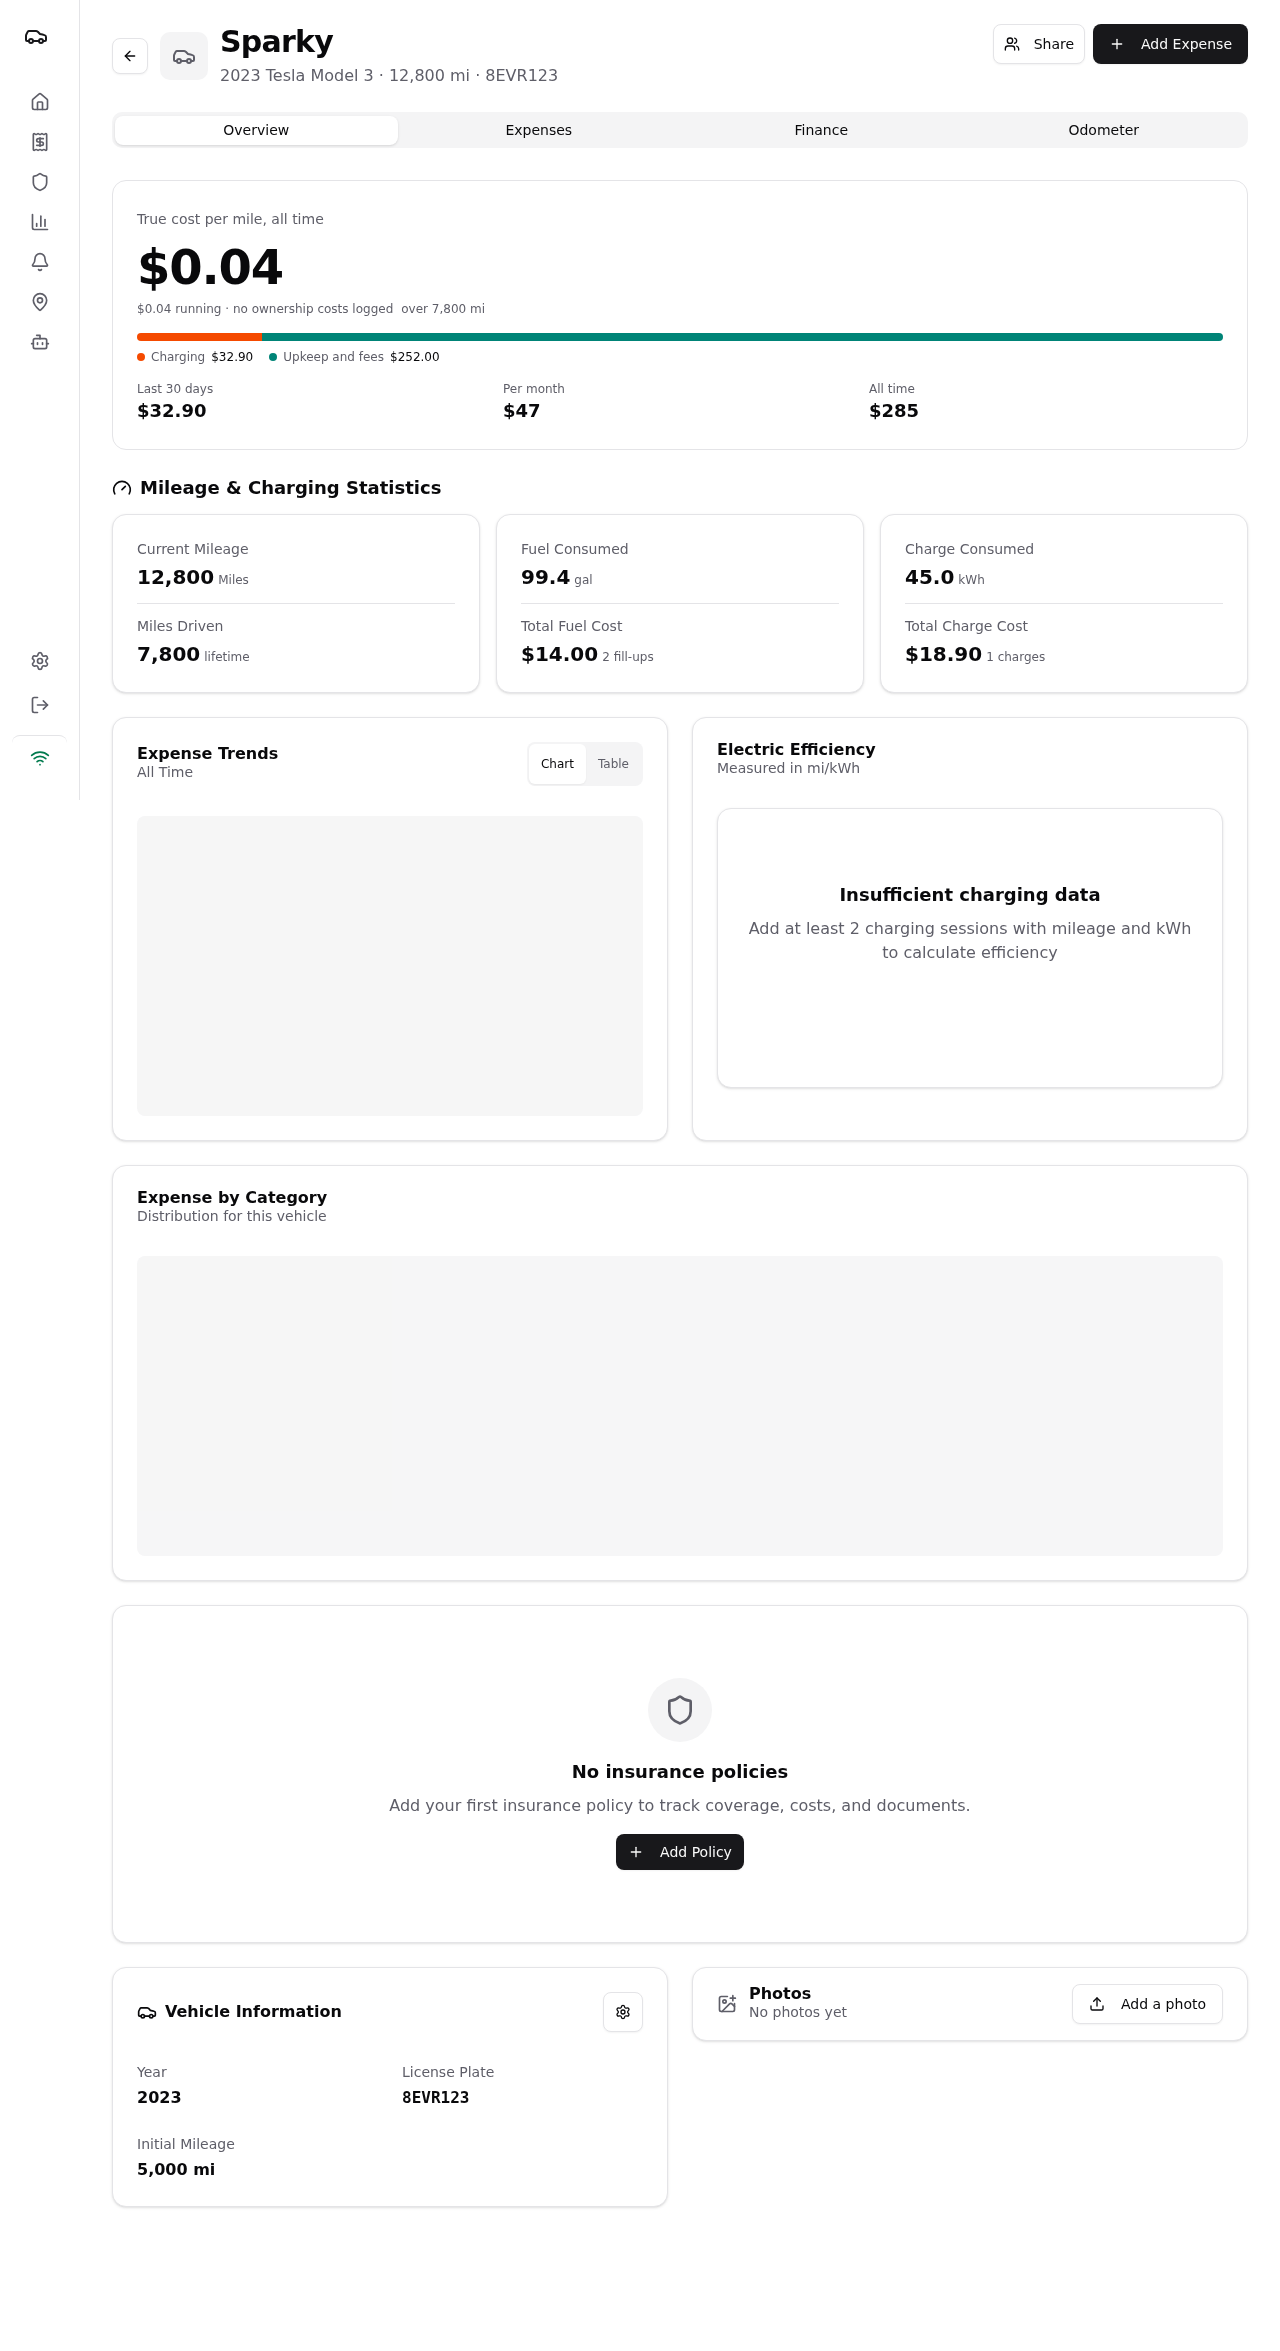 Sparky
2023 Tesla Model 3 · 12,800 mi · 8EVR123
Share
Add Expense
Overview
Expenses
Finance
Odometer
True cost per mile, all time
$0.04
$0.04 running · no ownership costs logged over 7,800 mi
Charging $32.90
Upkeep and fees $252.00
Last 30 days
$32.90
Per month
$47
All time
$285
Mileage & Charging Statistics
Current Mileage
12,800 Miles
Miles Driven
7,800 lifetime
Fuel Consumed
99.4 gal
Total Fuel Cost
$14.00 2 fill-ups
Charge Consumed
45.0 kWh
Total Charge Cost
$18.90 1 charges
Expense Trends
All Time
Chart
Table
Electric Efficiency
Measured in mi/kWh
Insufficient charging data
Add at least 2 charging sessions with mileage and kWh
to calculate efficiency
Expense by Category
Distribution for this vehicle
No insurance policies
Add your first insurance policy to track coverage, costs, and documents.
Add Policy
Vehicle Information
Year
2023
License Plate
8EVR123
Initial Mileage
5,000 mi
Photos
No photos yet
Add a photo